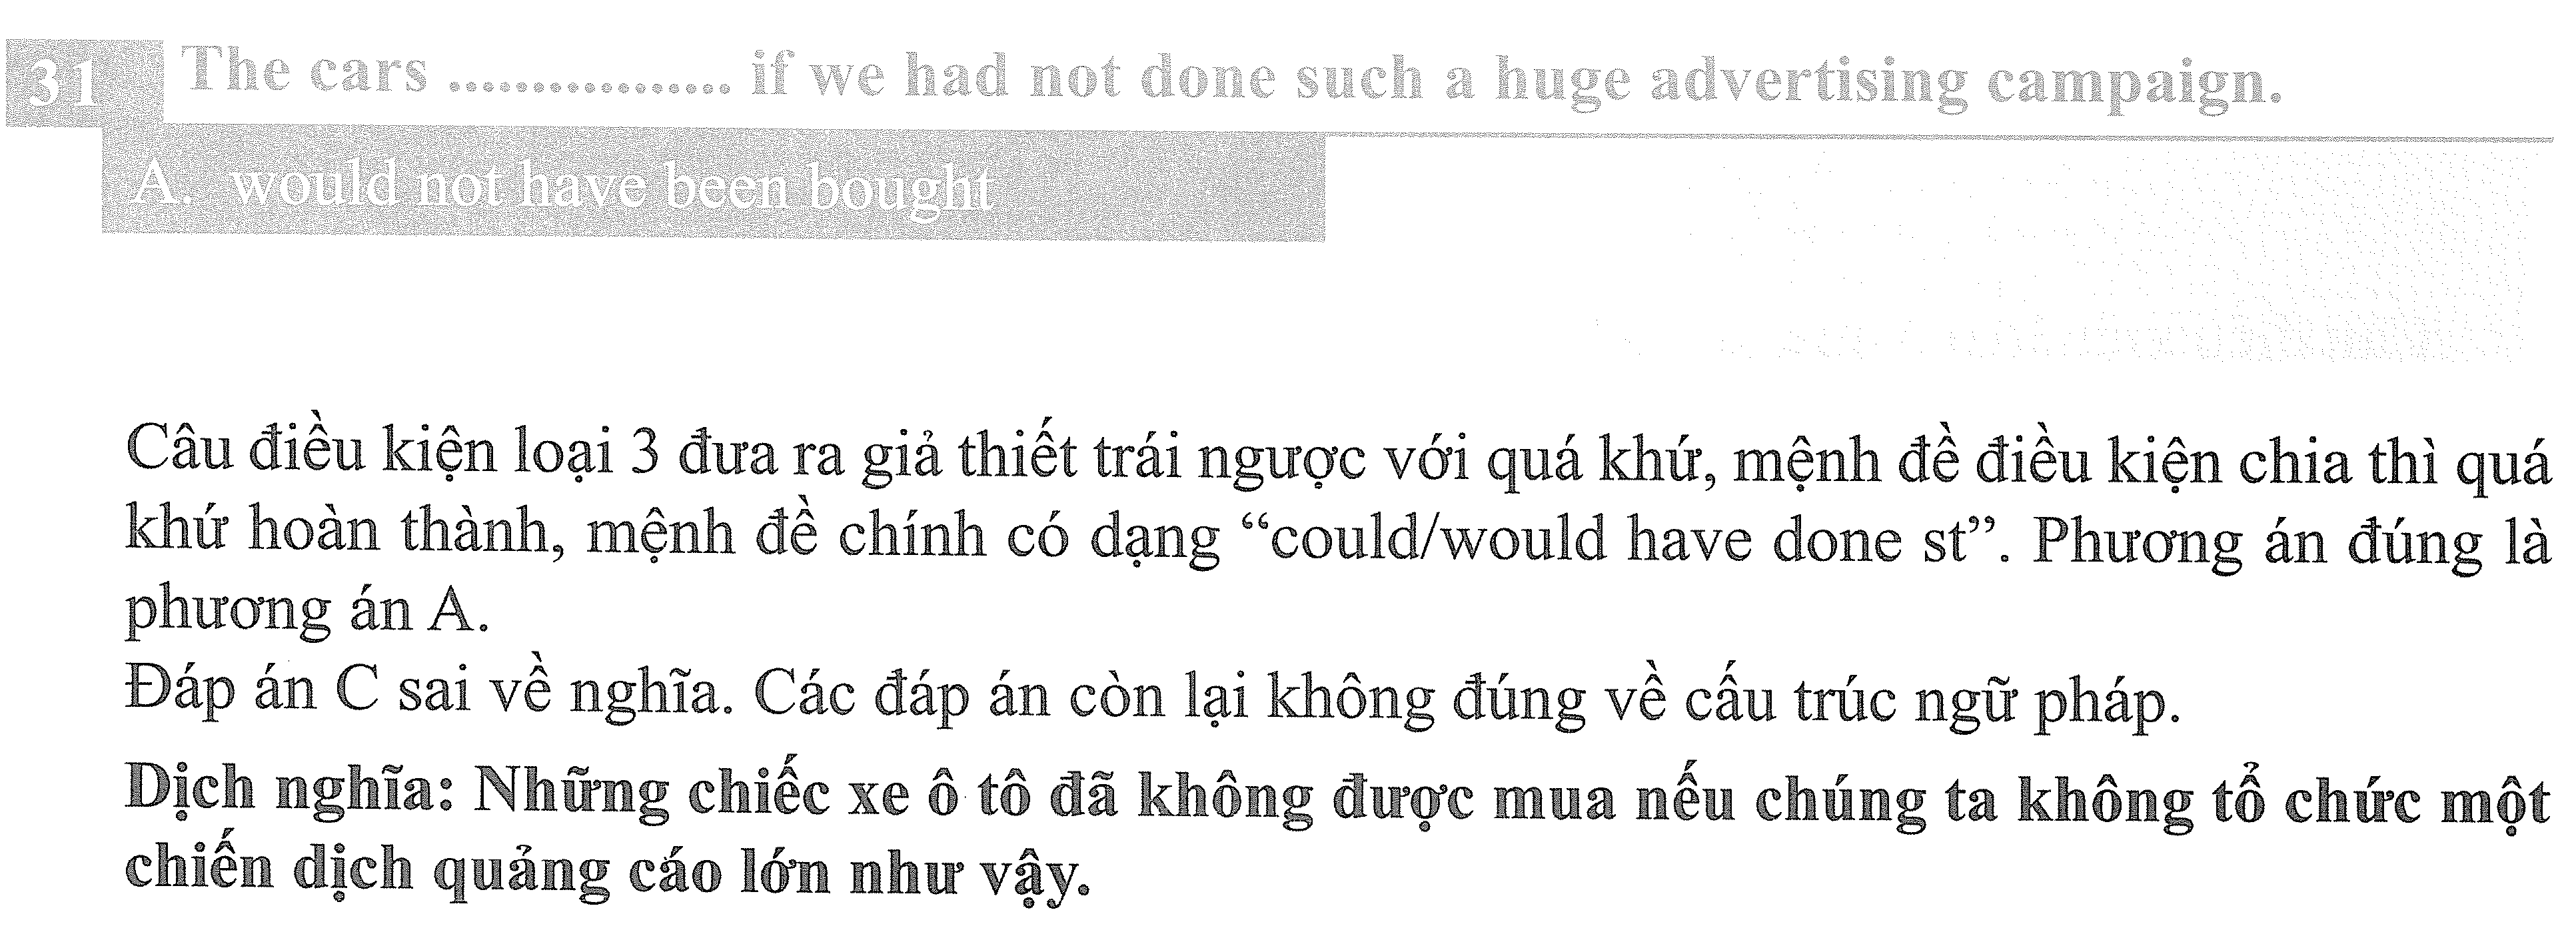 31 The cars ................. if we had not done such a huge advertising campaign.
A. would not have been bought
Câu điều kiện loại 3 đưa ra giả thiết trái ngược với quá khứ, mệnh đề điều kiện chia thì quá
khứ hoàn thành, mệnh đề chính có dạng “could/would have done st”. Phương án đúng là
phương án A.
Đáp án C sai về nghĩa. Các đáp án còn lại không đúng về cấu trúc ngữ pháp.
Dịch nghĩa: Những chiếc xe ô tô đã không được mua nếu chúng ta không tổ chức một
chiến dịch quảng cáo lớn như vậy.